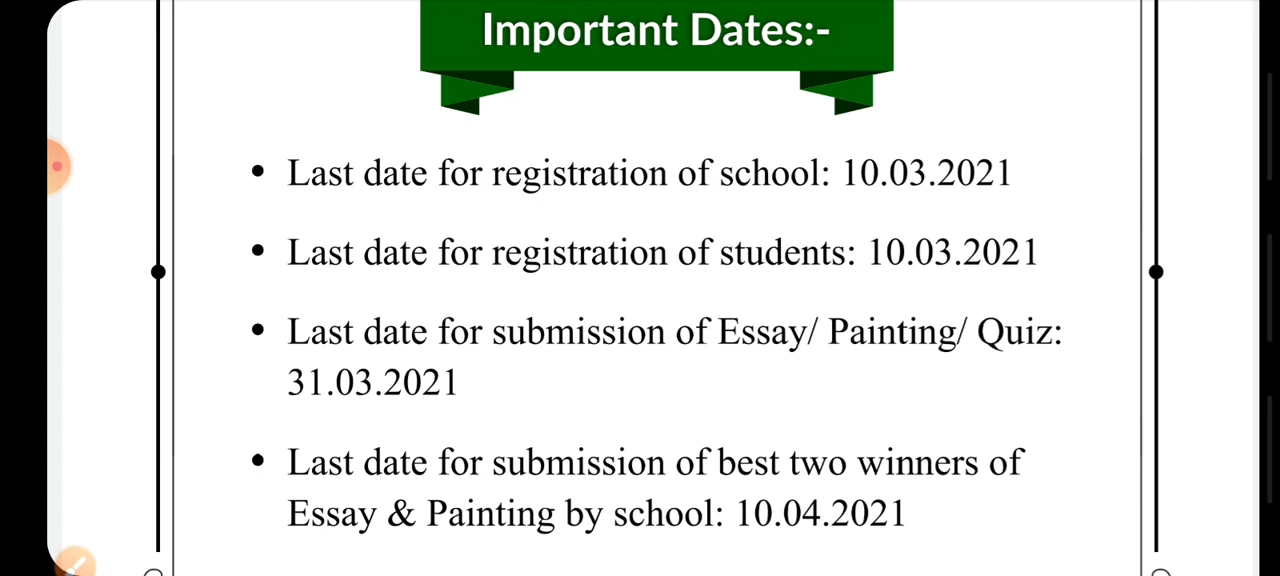 Important Dates:-
• Last date for registration of school: 10.03.2021
• Last date for registration of students: 10.03.2021
• Last date for submission of Essay/ Painting/ Quiz:
31.03.2021
• Last date for submission of best two winners of
Essay & Painting by school: 10.04.2021